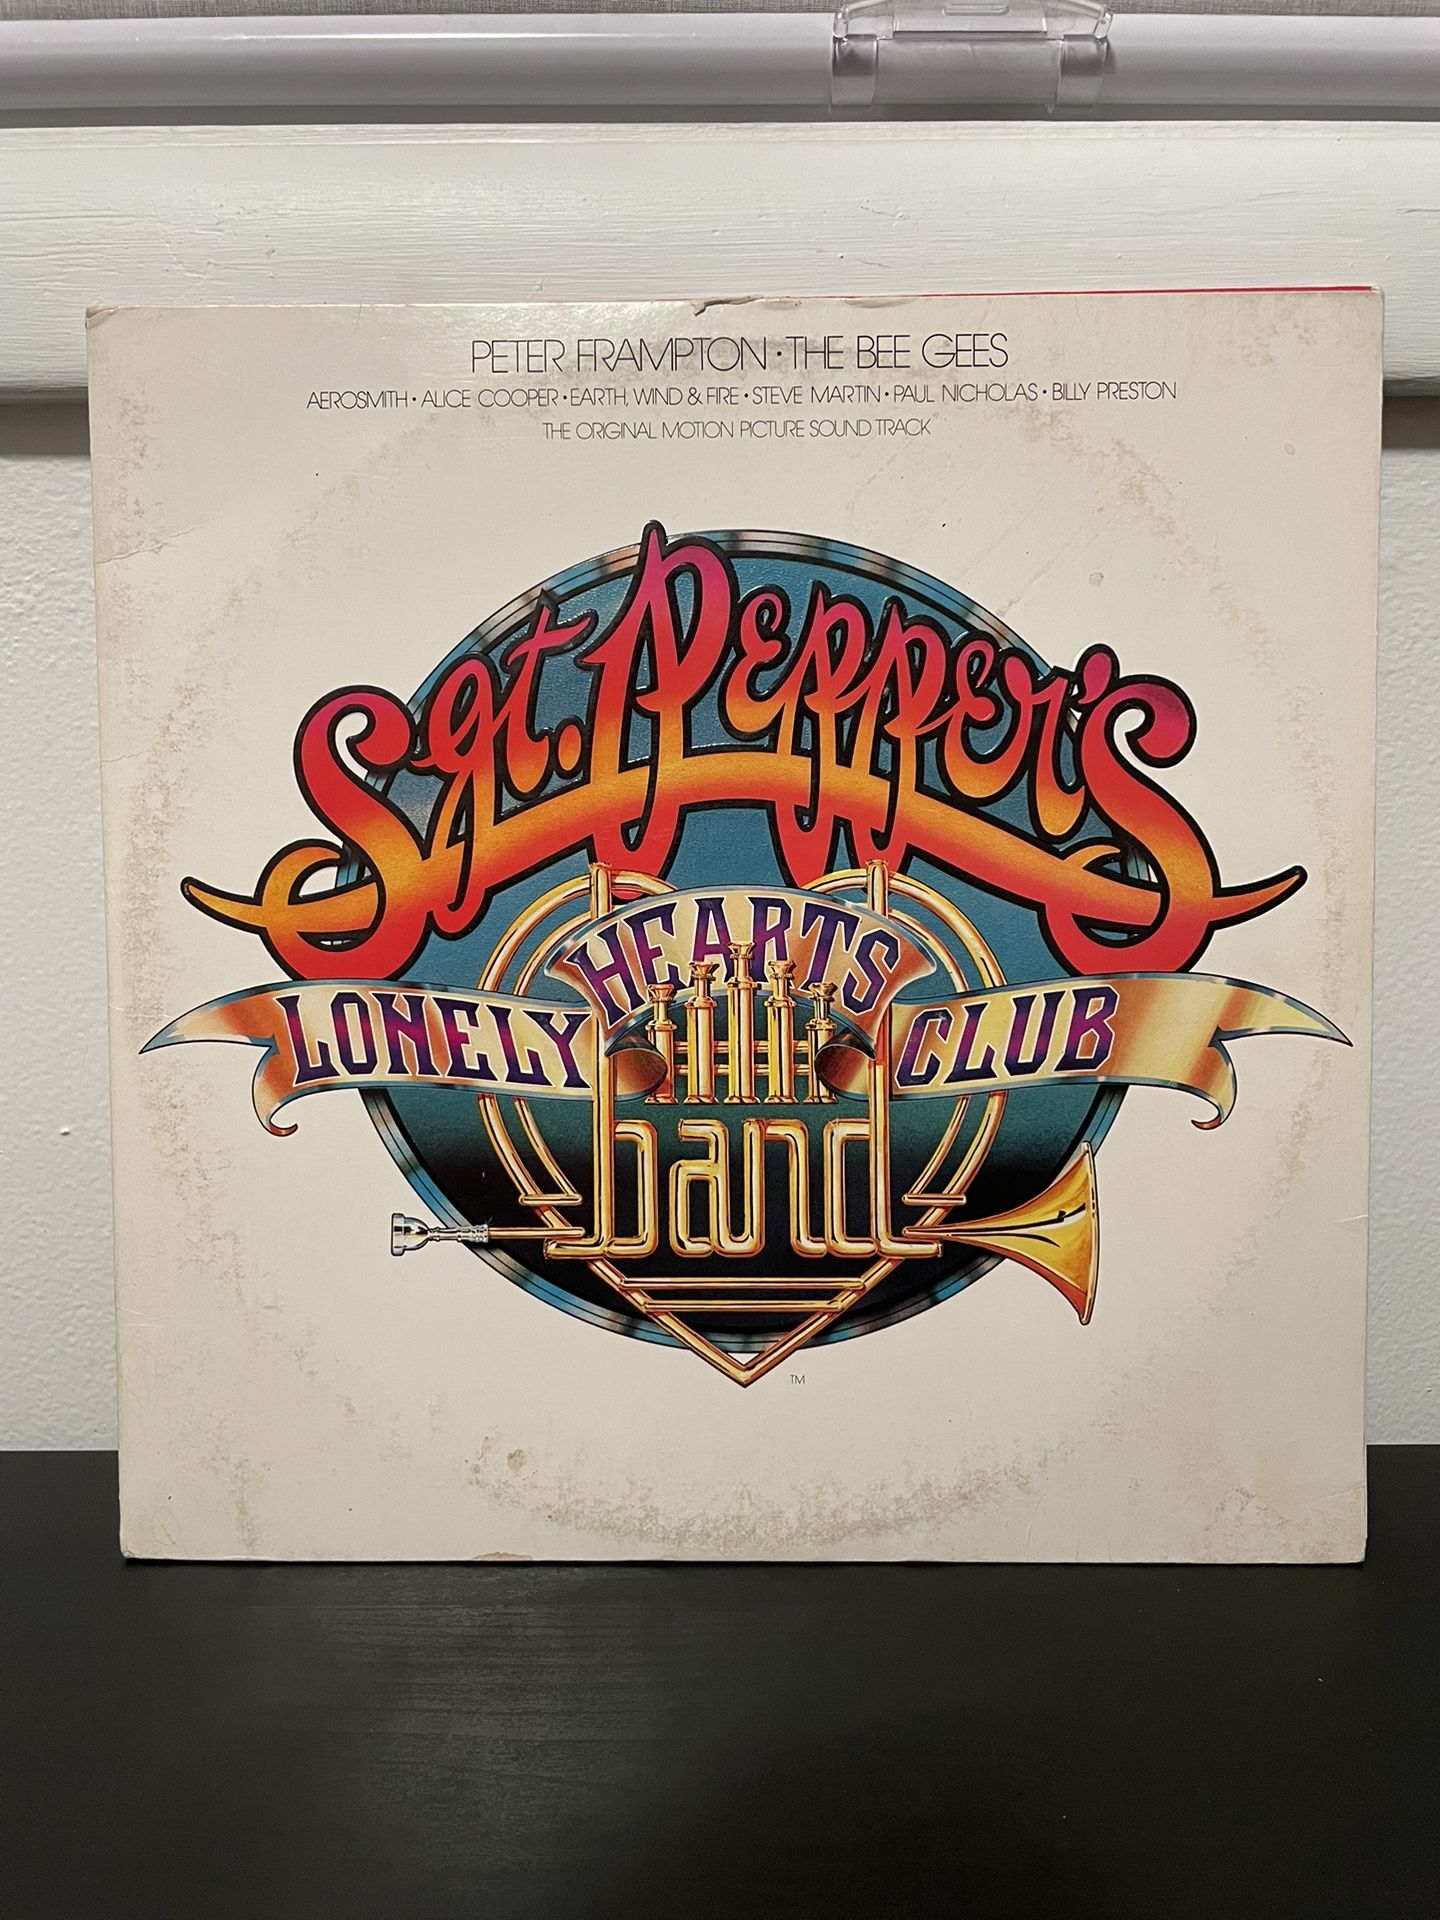 PETER FRAMPTON • THE BEE GEES
AEROSMITH • ALICE COOPER • EARTH, WIND & FIRE • STEVE MARTIN • PAUL NICHOLAS • BILLY PRESTON
THE ORIGINAL MOTION PICTURE SOUND TRACK
Sgt. PEPPER'S
LONELY HEARTS CLUB
band
TM